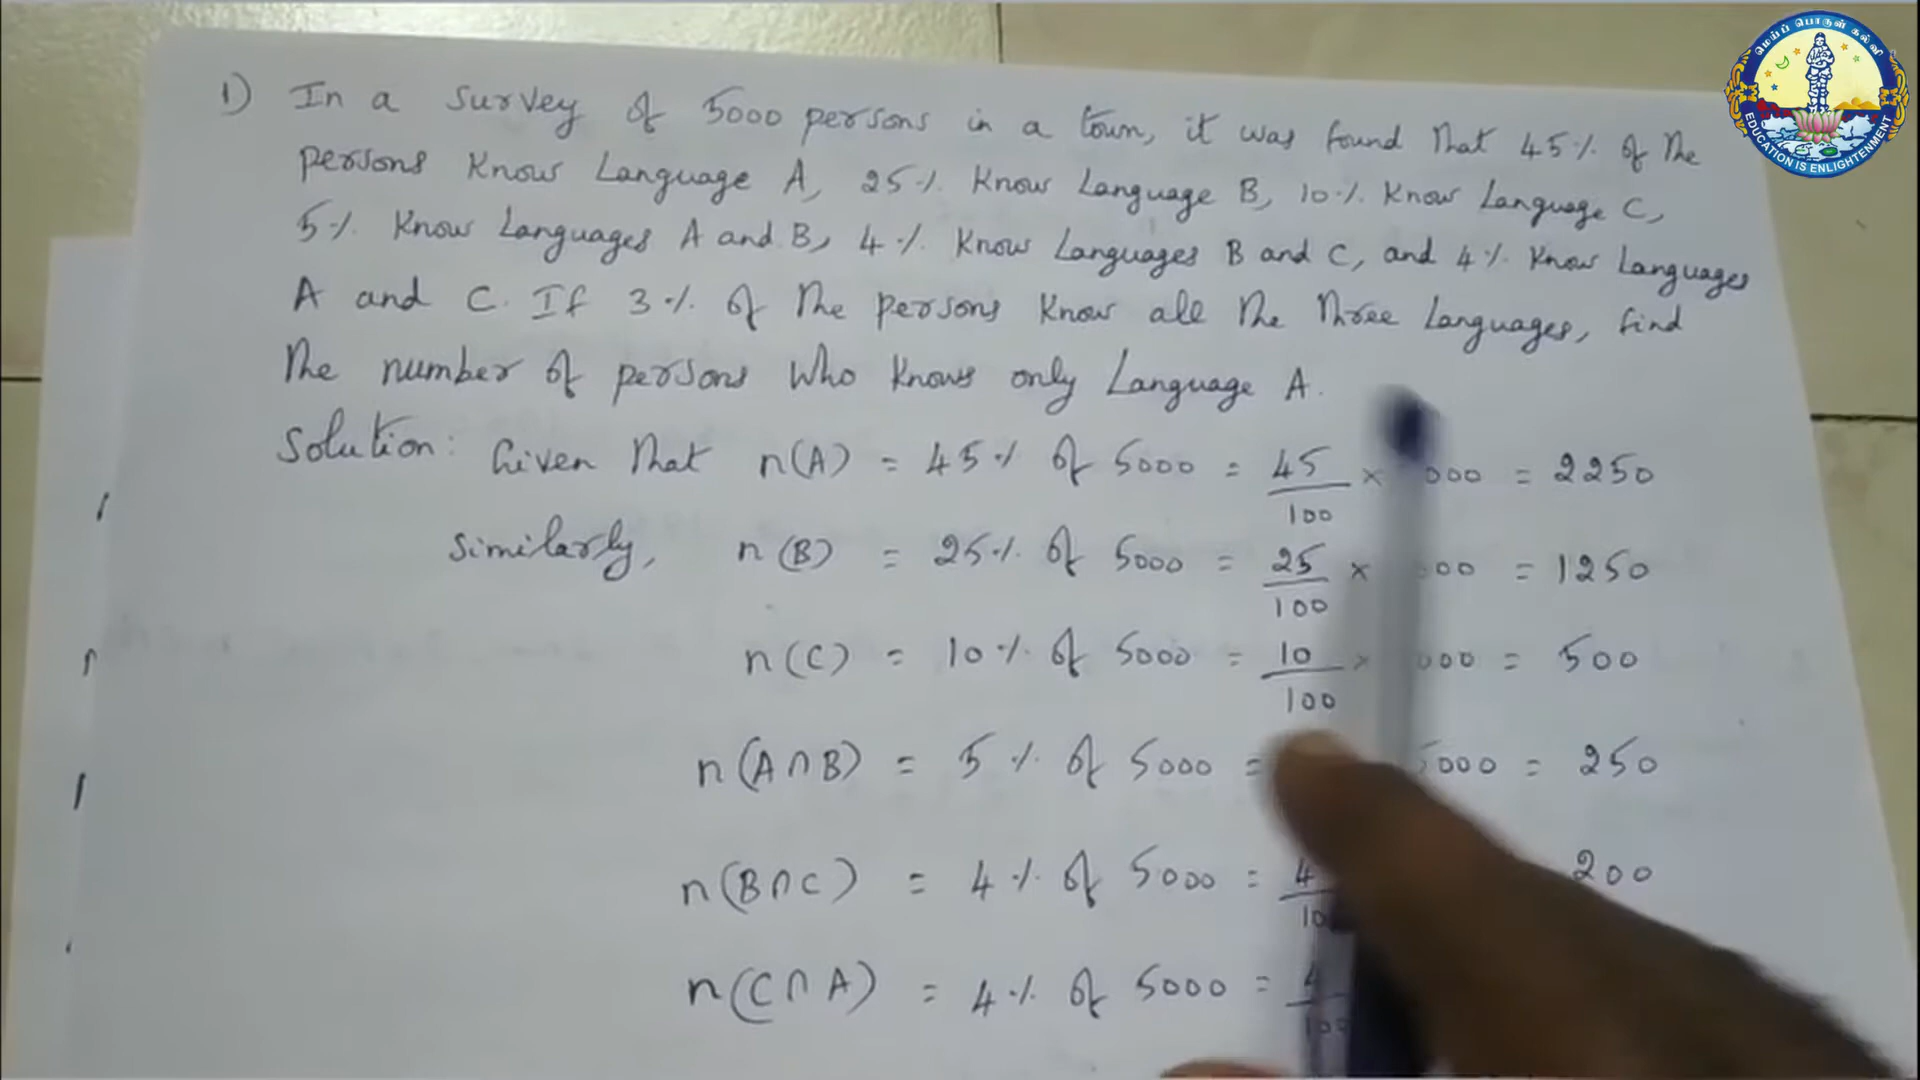 மெய்ப் பொருள் கல்வி
EDUCATION IS ENLIGHTENMENT
1) In a survey of 5000 persons in a town, it was found that 45% of the
persons know Language A, 25% know Language B, 10% know Language C,
5% know Languages A and B, 4% know Languages B and C, and 4% know Languages
A and C. If 3% of the persons know all the three Languages, find
the number of persons who knows only Language A.
Solution: Given that n(A) = 45% of 5000 = 45/100 × 000 = 2250
Similarly, n(B) = 25% of 5000 = 25/100 × 00 = 1250
n(C) = 10% of 5000 = 10/100 × 000 = 500
n(A∩B) = 5% of 5000 = 5000 = 250
n(B∩C) = 4% of 5000 = 4/10 200
n(C∩A) = 4% of 5000 = 4/100